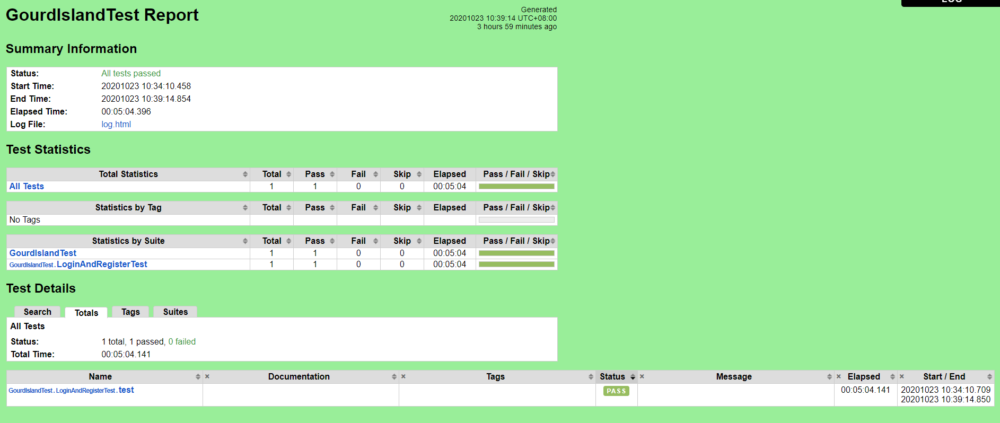 LOG
GourdIslandTest Report
Generated
20201023 10:39:14 UTC+08:00
3 hours 59 minutes ago
Summary Information
Status: All tests passed
Start Time: 20201023 10:34:10.458
End Time: 20201023 10:39:14.854
Elapsed Time: 00:05:04.396
Log File: log.html
Test Statistics
Total Statistics Total Pass Fail Skip Elapsed Pass / Fail / Skip
All Tests 1 1 0 0 00:05:04
Statistics by Tag Total Pass Fail Skip Elapsed Pass / Fail / Skip
No Tags
Statistics by Suite Total Pass Fail Skip Elapsed Pass / Fail / Skip
GourdIslandTest 1 1 0 0 00:05:04
GourdIslandTest . LoginAndRegisterTest 1 1 0 0 00:05:04
Test Details
Search Totals Tags Suites
All Tests
Status: 1 total, 1 passed, 0 failed
Total Time: 00:05:04.141
Name × Documentation × Tags Status × Message × Elapsed × Start / End
GourdIslandTest . LoginAndRegisterTest . test PASS 00:05:04.141 20201023 10:34:10.709
20201023 10:39:14.850